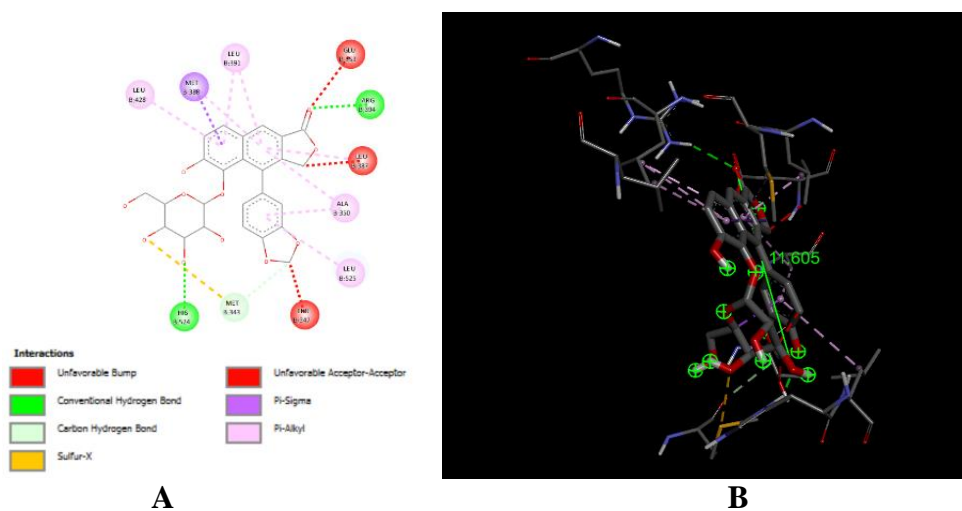 LEU
B:391
GLU
MET
B:388
ARG
B:394
LEU
B:428
LEU
B:387
ALA
B:350
LEU
B:525
HIS
B:524
MET
B:343
THR
B:347
11.605
Interactions
Unfavorable Bump
Conventional Hydrogen Bond
Carbon Hydrogen Bond
Sulfur-X
Unfavorable Acceptor-Acceptor
Pi-Sigma
Pi-Alkyl
A
B